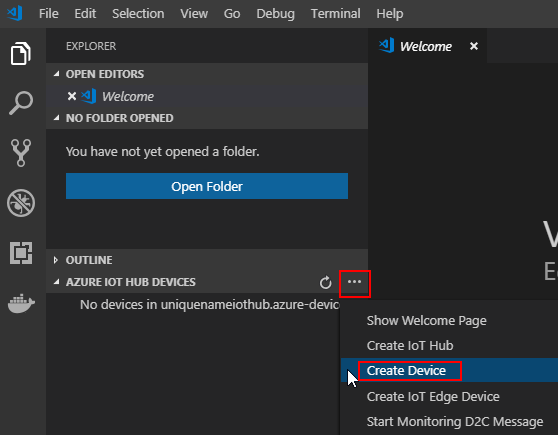 File Edit Selection View Go Debug Terminal Help
EXPLORER
Welcome
OPEN EDITORS
Welcome
NO FOLDER OPENED
You have not yet opened a folder.
Open Folder
OUTLINE
AZURE IOT HUB DEVICES
No devices in uniquenameiothub.azure-devic
Show Welcome Page
Create IoT Hub
Create Device
Create IoT Edge Device
Start Monitoring D2C Message